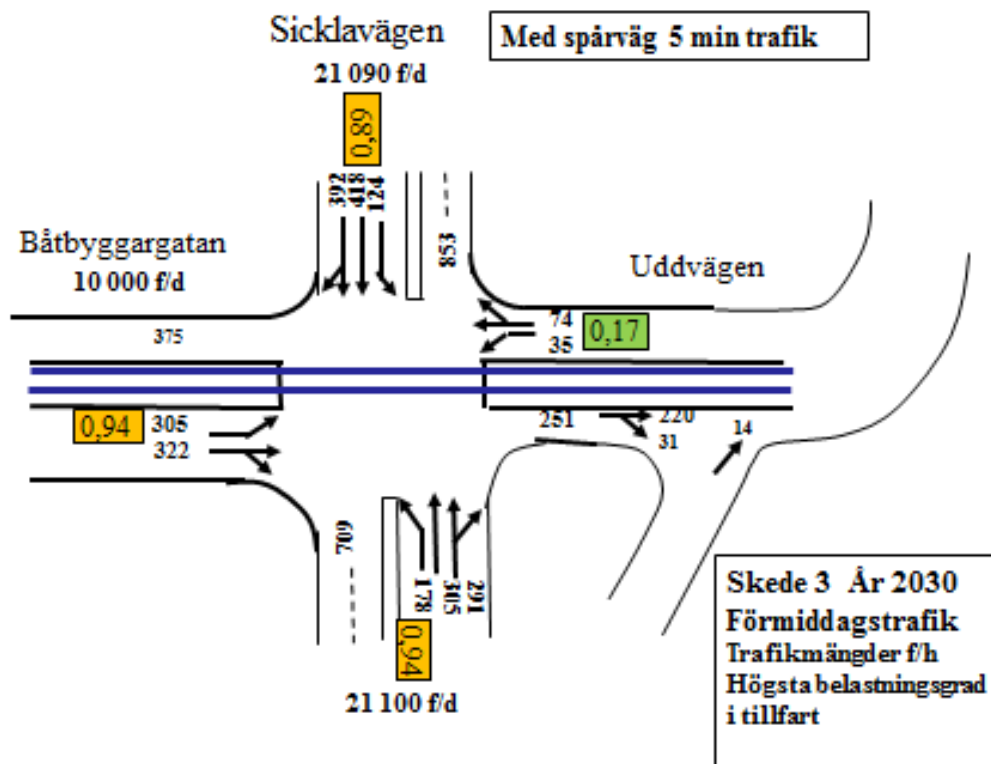 Sicklavägen
21 090 f/d
Med spårväg 5 min trafik
0,89
392
418
124
853
Båtbyggargatan
10 000 f/d
Uddvägen
375
74
35
0,17
0,94
305
322
251
220
31
14
709
178
305
291
0,94
21 100 f/d
Skede 3 År 2030
Förmiddagstrafik
Trafikmängder f/h
Högsta belastningsgrad
i tillfart